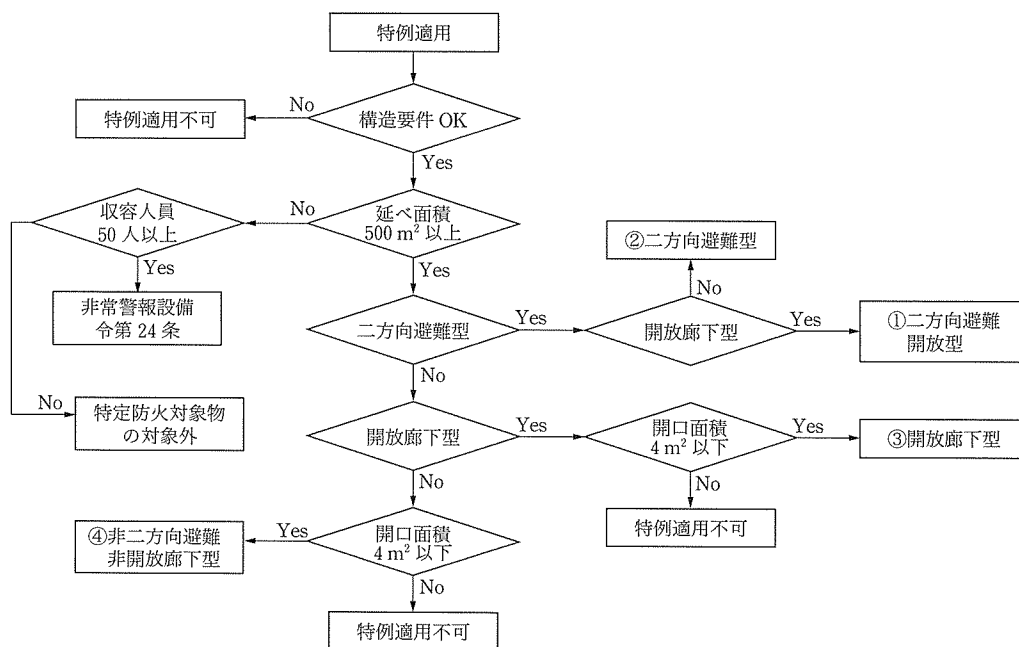 特例適用
No
特例適用不可
構造要件 OK
Yes
収容人員
50 人以上
No
延べ面積
500 m² 以上
②二方向避難型
Yes
Yes
No
非常警報設備
令第 24 条
二方向避難型
Yes
開放廊下型
Yes
①二方向避難
開放型
No
No
特定防火対象物
の対象外
開放廊下型
Yes
開口面積
4 m² 以下
Yes
③開放廊下型
No
No
④非二方向避難
非開放廊下型
Yes
開口面積
4 m² 以下
特例適用不可
No
特例適用不可